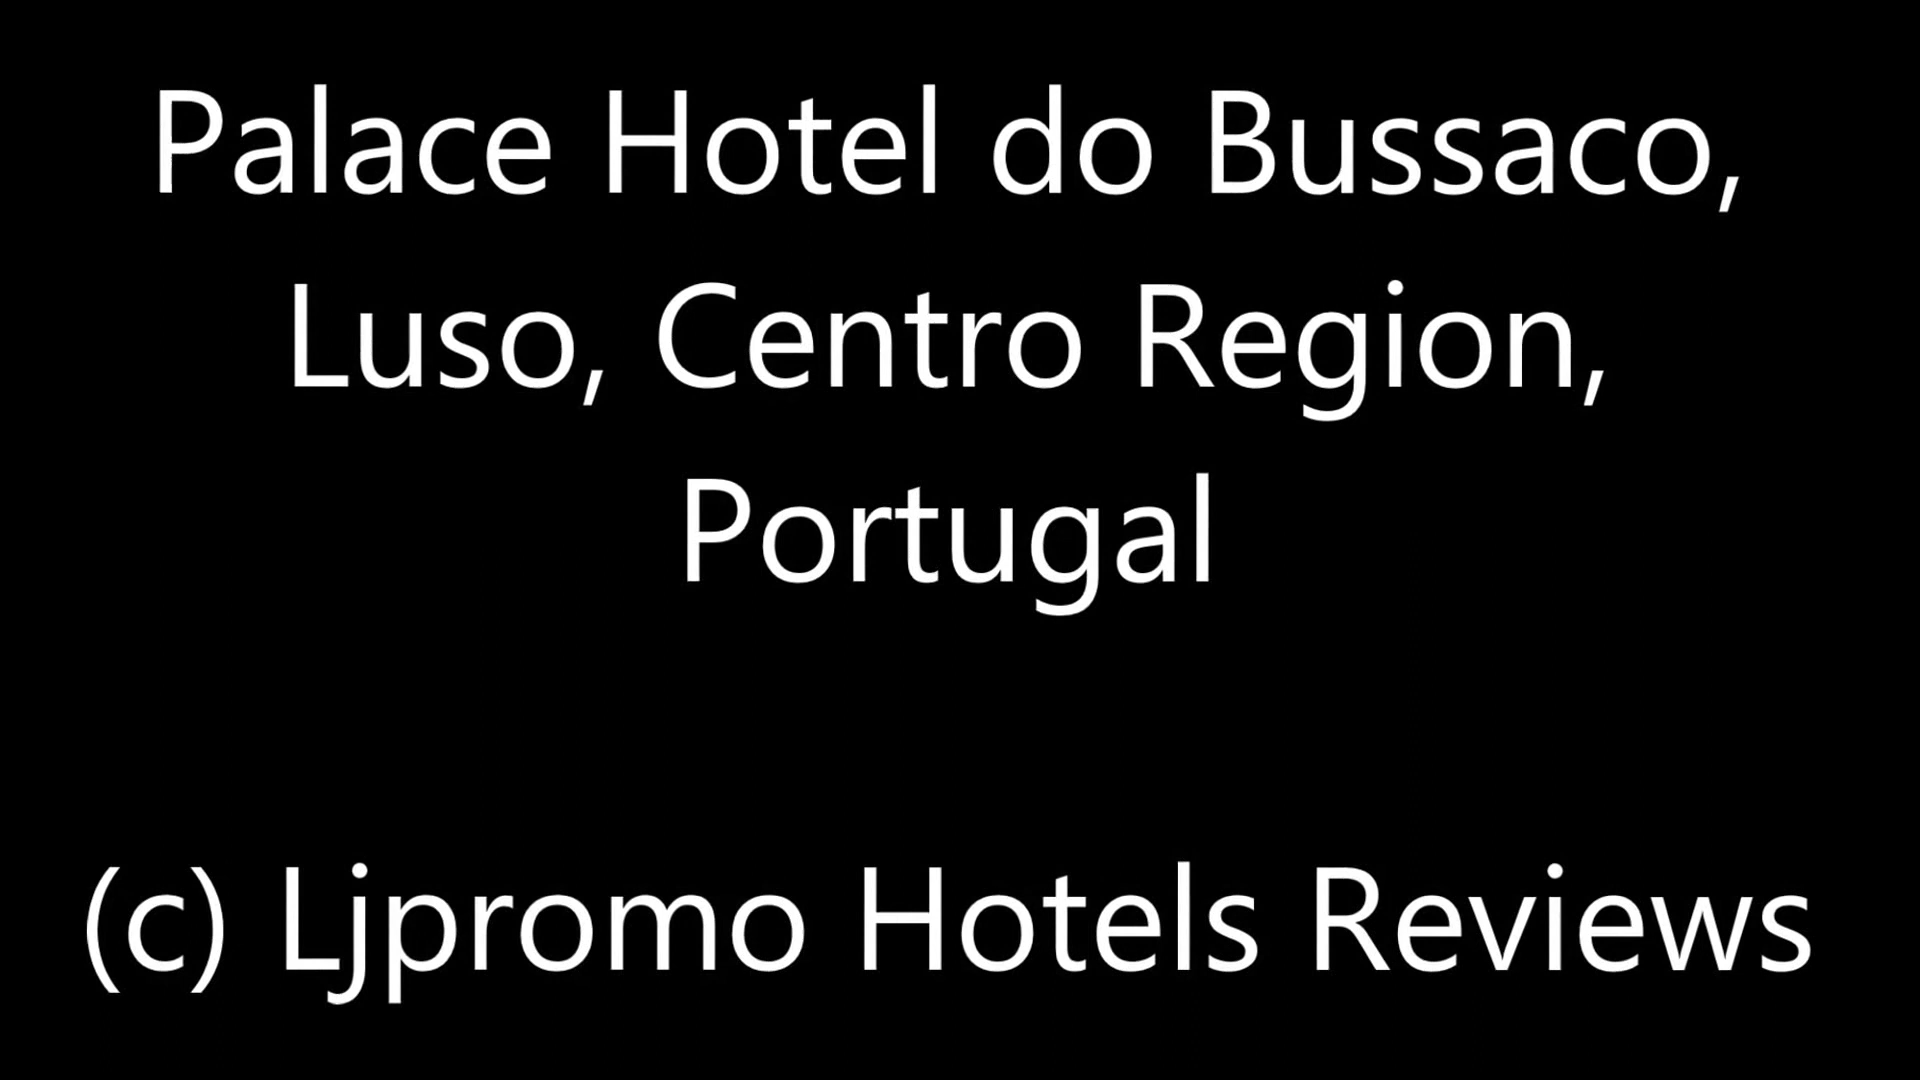 Palace Hotel do Bussaco,
Luso, Centro Region,
Portugal
(c) Ljpromo Hotels Reviews